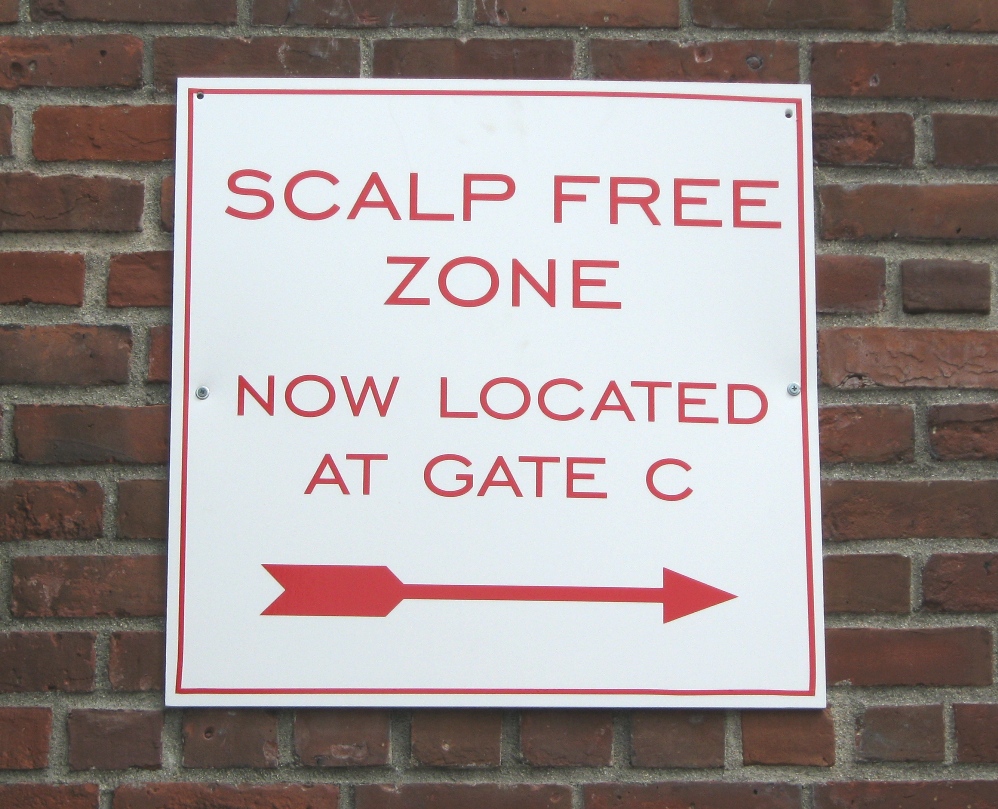 SCALP FREE
ZONE
NOW LOCATED
AT GATE C